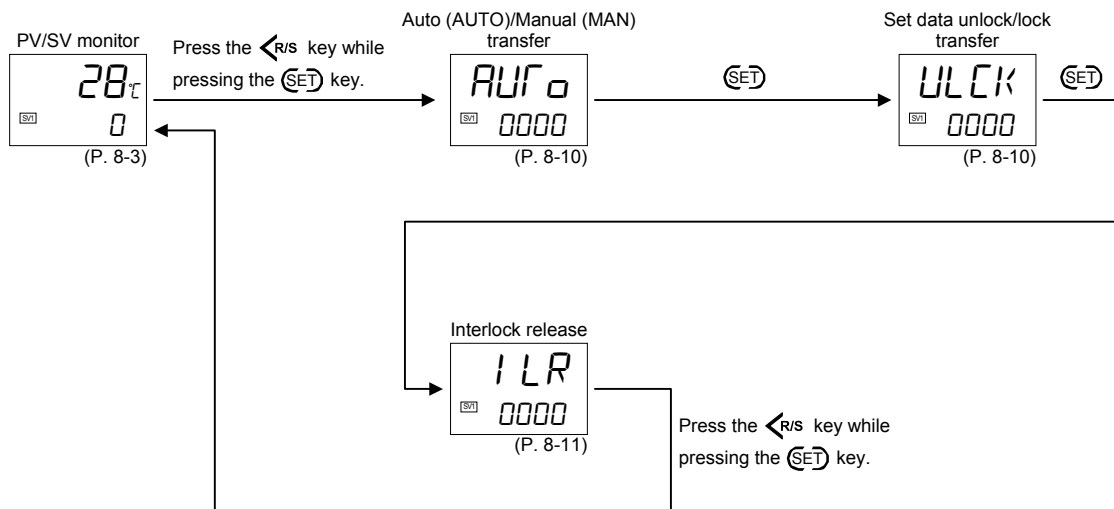 PV/SV monitor
28℃
SV1 0
(P. 8-3)
Press the <R/S key while
pressing the SET key.
Auto (AUTO)/Manual (MAN)
transfer
AUTo
SV1 0000
(P. 8-10)
SET
Set data unlock/lock
transfer
ULCK
SV1 0000
(P. 8-10)
SET
Interlock release
ILR
SV1 0000
(P. 8-11)
Press the <R/S key while
pressing the SET key.